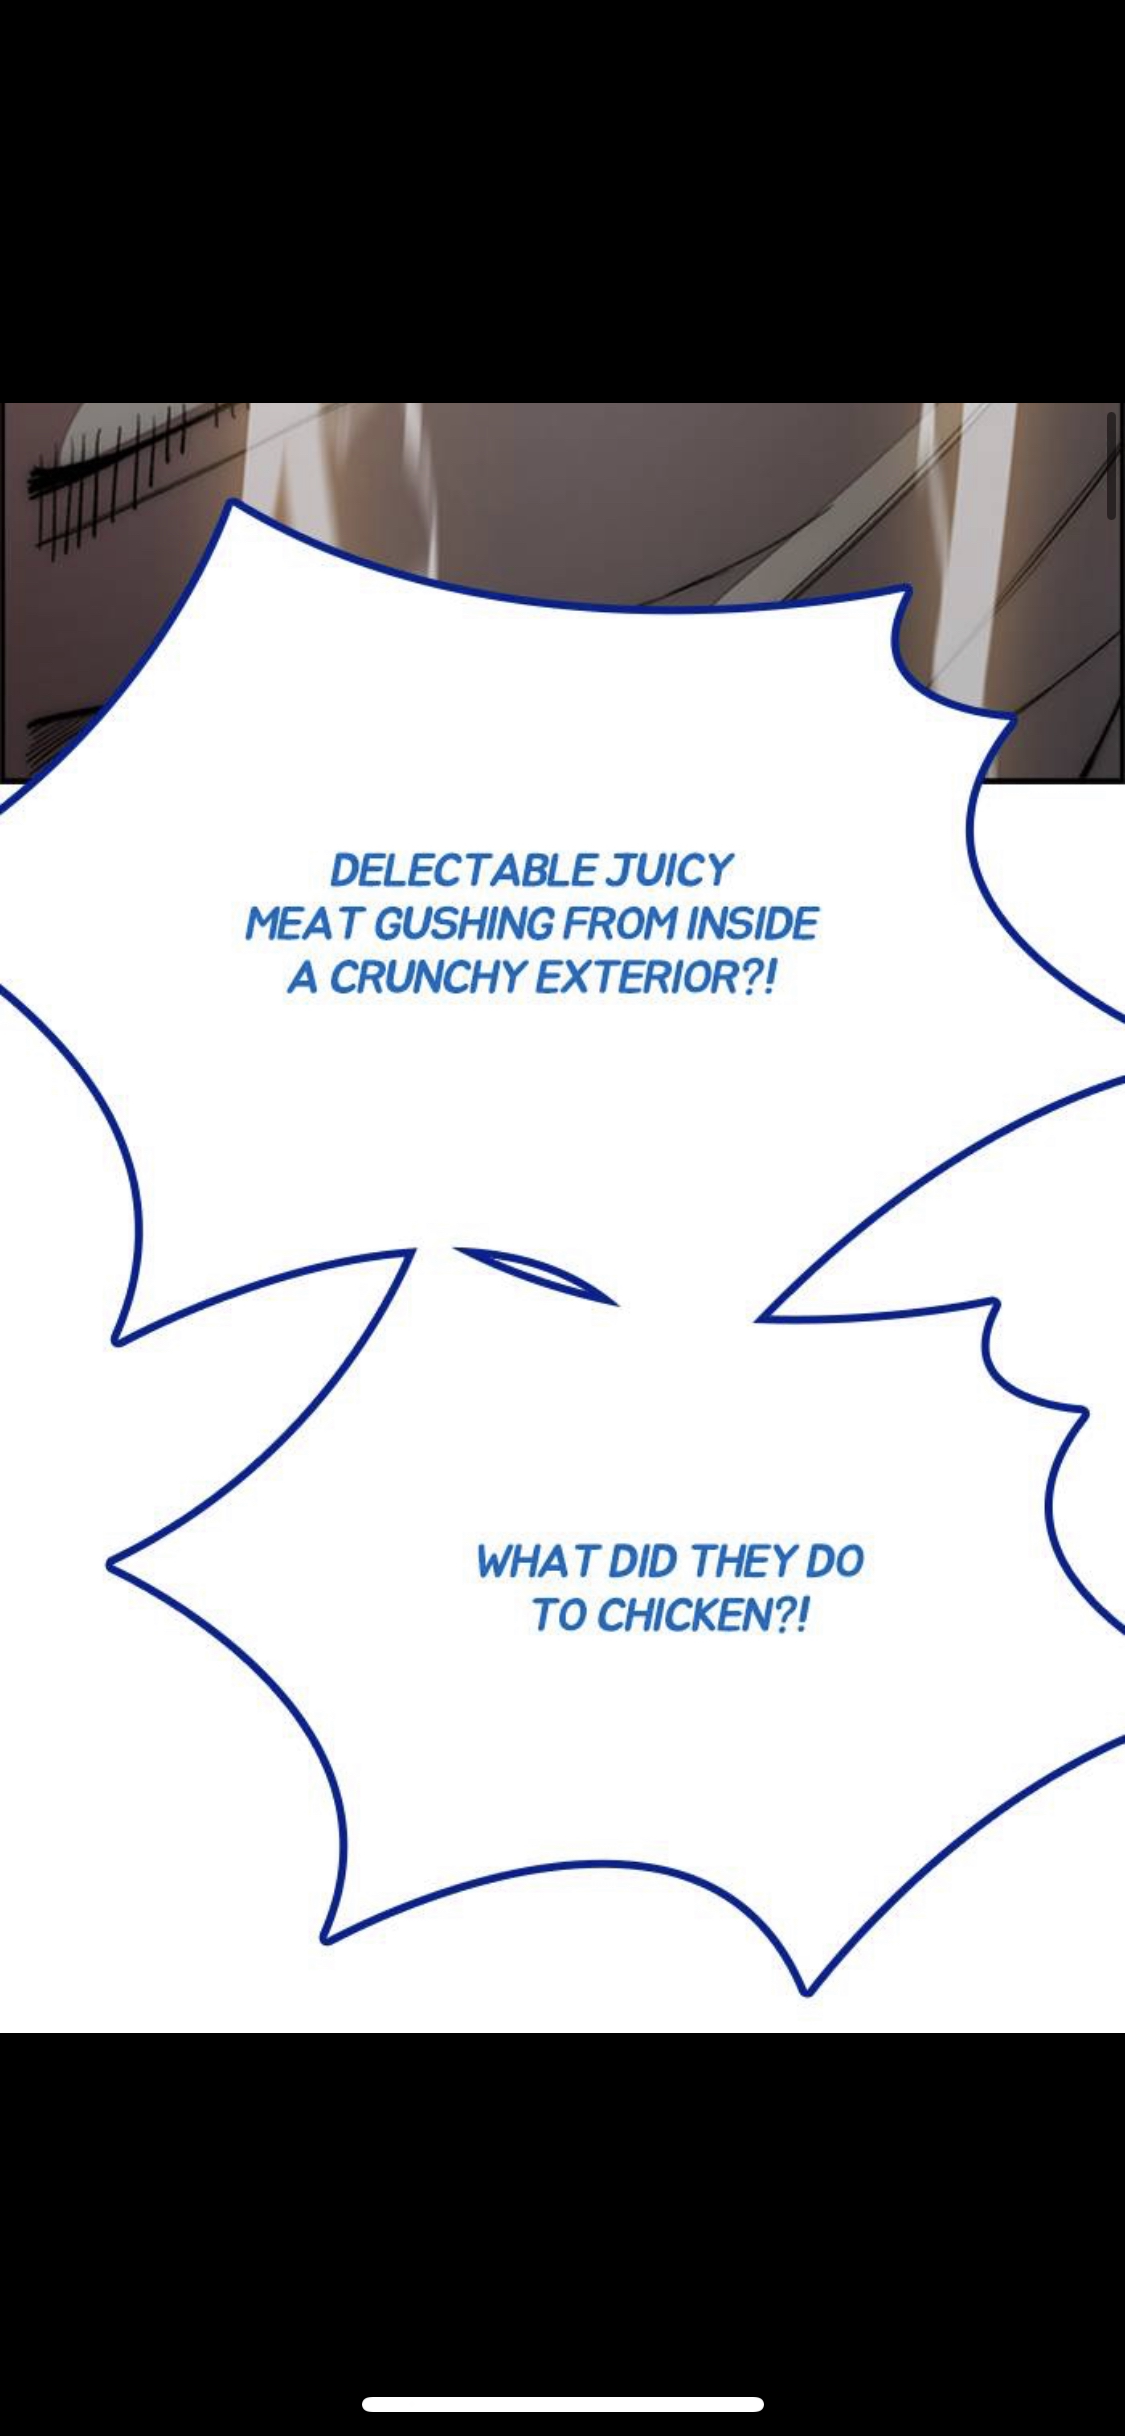 DELECTABLE JUICY
MEAT GUSHING FROM INSIDE
A CRUNCHY EXTERIOR?!
WHAT DID THEY DO
TO CHICKEN?!